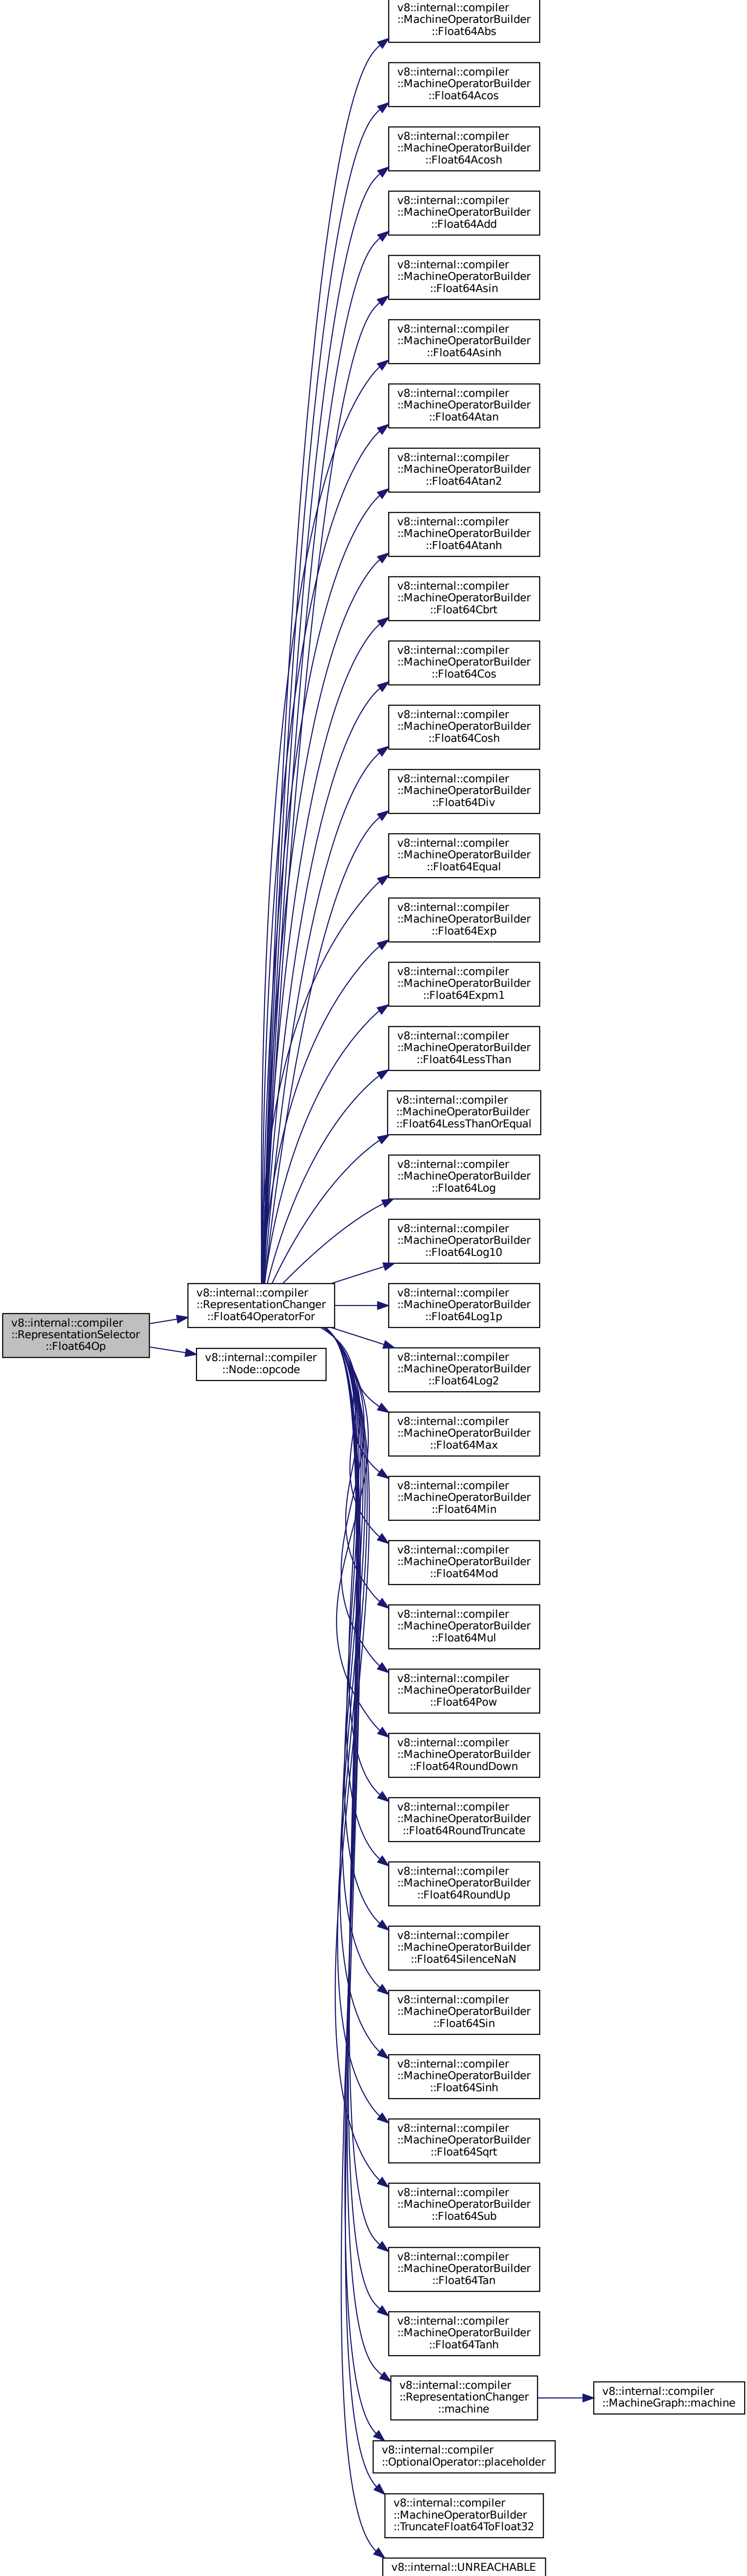 v8::internal::compiler
::MachineOperatorBuilder
::Float64Abs
v8::internal::compiler
::MachineOperatorBuilder
::Float64Acos
v8::internal::compiler
::MachineOperatorBuilder
::Float64Acosh
v8::internal::compiler
::MachineOperatorBuilder
::Float64Add
v8::internal::compiler
::MachineOperatorBuilder
::Float64Asin
v8::internal::compiler
::MachineOperatorBuilder
::Float64Asinh
v8::internal::compiler
::MachineOperatorBuilder
::Float64Atan
v8::internal::compiler
::MachineOperatorBuilder
::Float64Atan2
v8::internal::compiler
::MachineOperatorBuilder
::Float64Atanh
v8::internal::compiler
::MachineOperatorBuilder
::Float64Cbrt
v8::internal::compiler
::MachineOperatorBuilder
::Float64Cos
v8::internal::compiler
::MachineOperatorBuilder
::Float64Cosh
v8::internal::compiler
::MachineOperatorBuilder
::Float64Div
v8::internal::compiler
::MachineOperatorBuilder
::Float64Equal
v8::internal::compiler
::MachineOperatorBuilder
::Float64Exp
v8::internal::compiler
::MachineOperatorBuilder
::Float64Expm1
v8::internal::compiler
::MachineOperatorBuilder
::Float64LessThan
v8::internal::compiler
::MachineOperatorBuilder
::Float64LessThanOrEqual
v8::internal::compiler
::MachineOperatorBuilder
::Float64Log
v8::internal::compiler
::MachineOperatorBuilder
::Float64Log10
v8::internal::compiler
::RepresentationSelector
::Float64Op
v8::internal::compiler
::RepresentationChanger
::Float64OperatorFor
v8::internal::compiler
::MachineOperatorBuilder
::Float64Log1p
v8::internal::compiler
::Node::opcode
v8::internal::compiler
::MachineOperatorBuilder
::Float64Log2
v8::internal::compiler
::MachineOperatorBuilder
::Float64Max
v8::internal::compiler
::MachineOperatorBuilder
::Float64Min
v8::internal::compiler
::MachineOperatorBuilder
::Float64Mod
v8::internal::compiler
::MachineOperatorBuilder
::Float64Mul
v8::internal::compiler
::MachineOperatorBuilder
::Float64Pow
v8::internal::compiler
::MachineOperatorBuilder
::Float64RoundDown
v8::internal::compiler
::MachineOperatorBuilder
::Float64RoundTruncate
v8::internal::compiler
::MachineOperatorBuilder
::Float64RoundUp
v8::internal::compiler
::MachineOperatorBuilder
::Float64SilenceNaN
v8::internal::compiler
::MachineOperatorBuilder
::Float64Sin
v8::internal::compiler
::MachineOperatorBuilder
::Float64Sinh
v8::internal::compiler
::MachineOperatorBuilder
::Float64Sqrt
v8::internal::compiler
::MachineOperatorBuilder
::Float64Sub
v8::internal::compiler
::MachineOperatorBuilder
::Float64Tan
v8::internal::compiler
::MachineOperatorBuilder
::Float64Tanh
v8::internal::compiler
::RepresentationChanger
::machine
v8::internal::compiler
::MachineGraph::machine
v8::internal::compiler
::OptionalOperator::placeholder
v8::internal::compiler
::MachineOperatorBuilder
::TruncateFloat64ToFloat32
v8::internal::UNREACHABLE